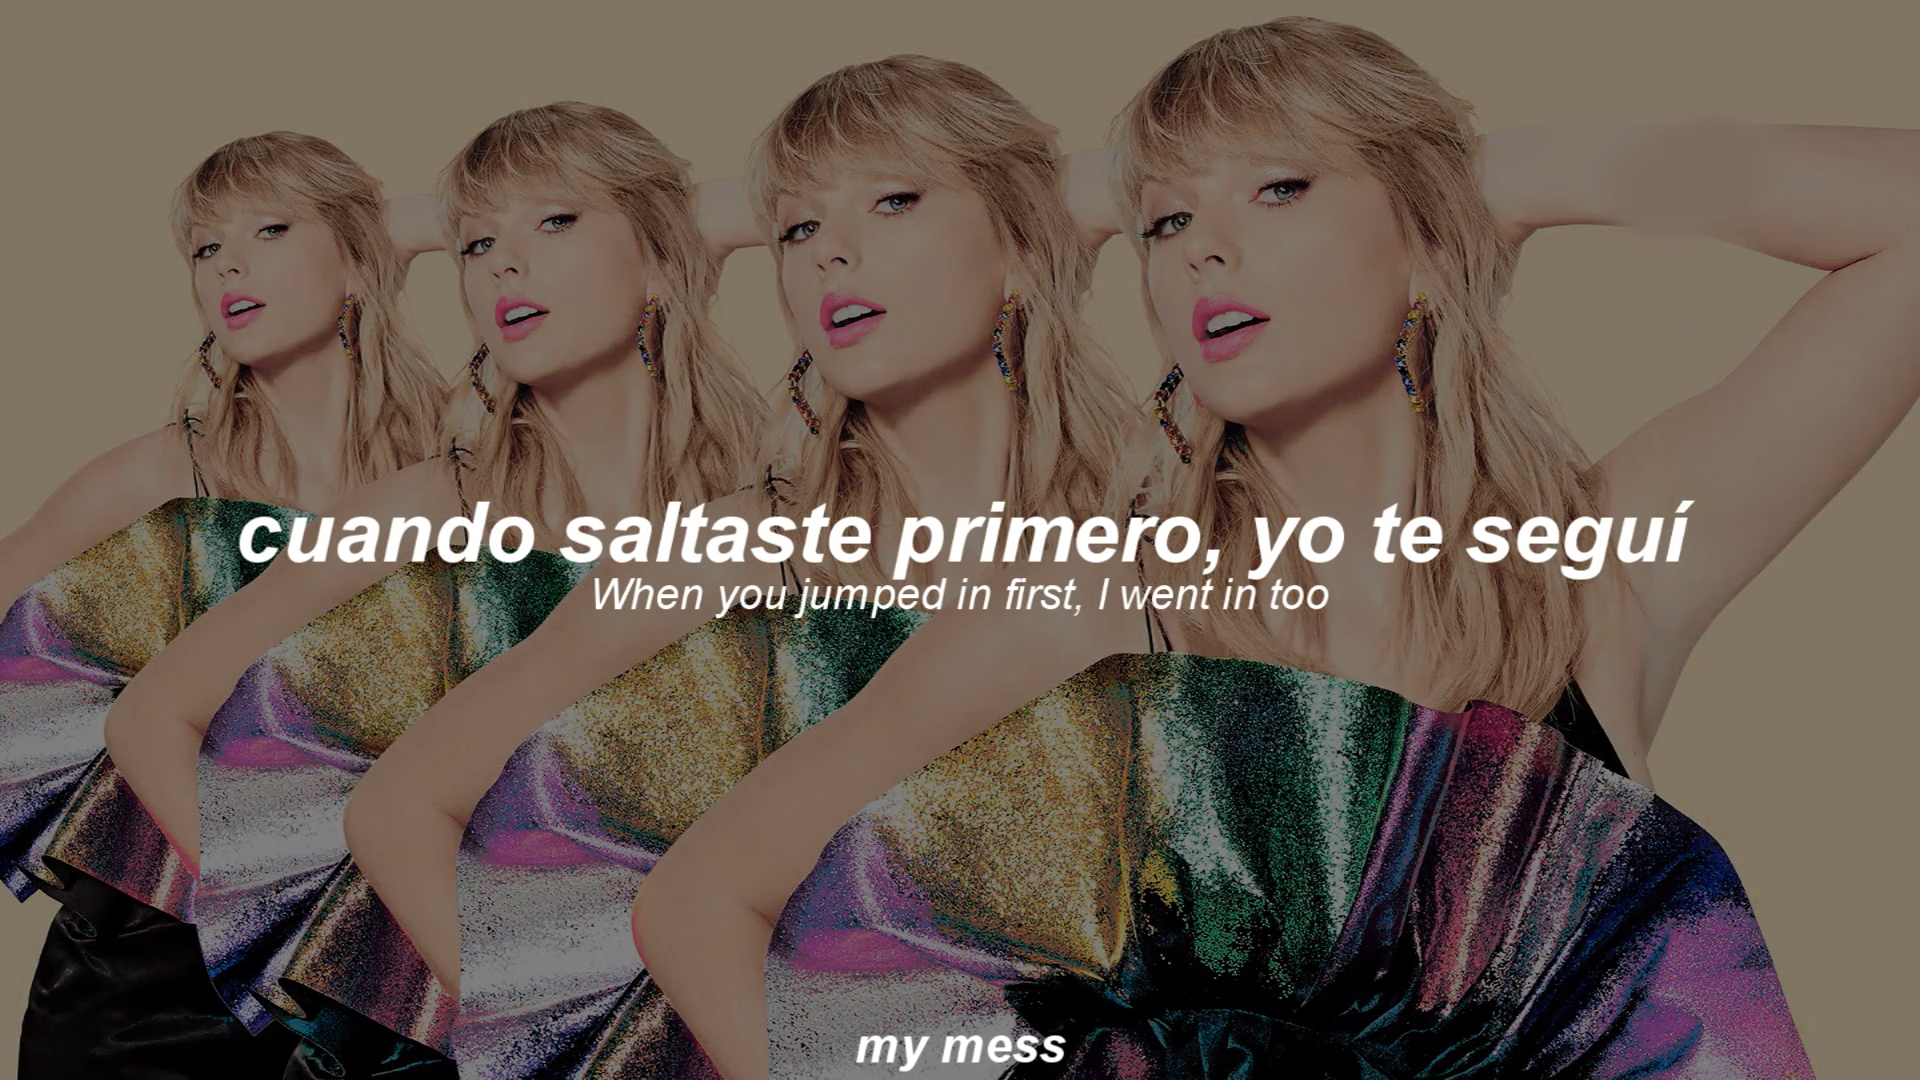 cuando saltaste primero, yo te seguí
When you jumped in first, I went in too
my mess